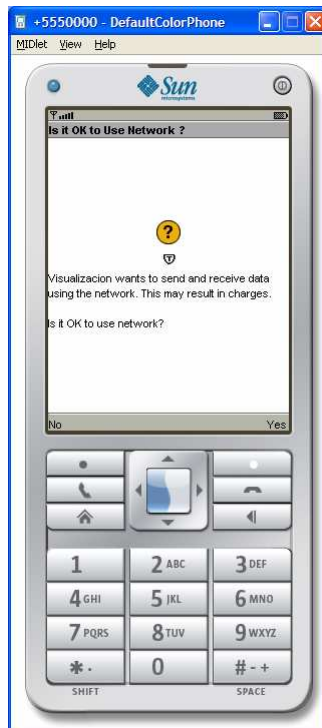 +5550000 - DefaultColorPhone
MIDlet View Help
Sun
microsystems
Is it OK to Use Network ?
?
Visualizacion wants to send and receive data
using the network. This may result in charges.
Is it OK to use network?
No Yes
1 2 ABC 3 DEF
4 GHI 5 JKL 6 MNO
7 PQRS 8 TUV 9 WXYZ
* . 0 # - +
SHIFT SPACE